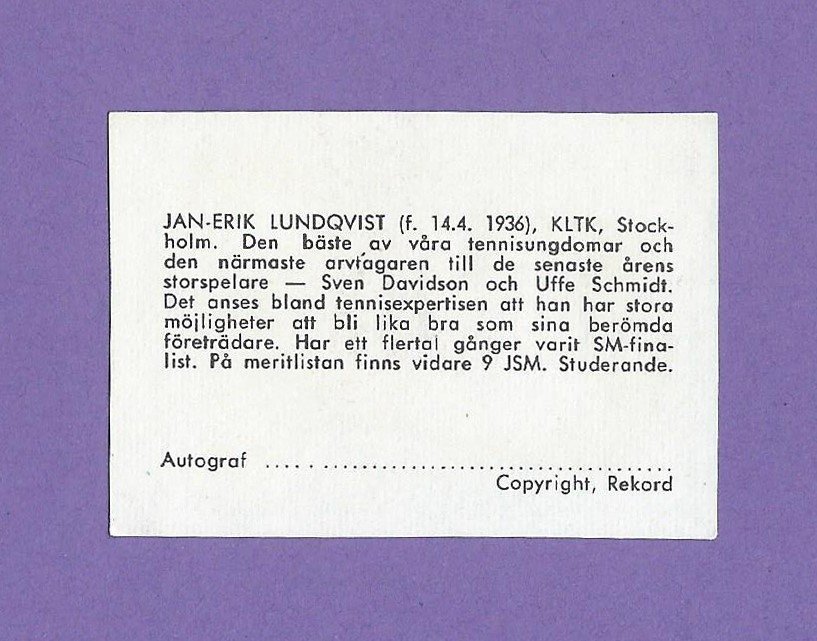 JAN-ERIK LUNDQVIST (f. 14.4. 1936), KLTK, Stock-
holm. Den bäste av våra tennisungdomar och
den närmaste arvtagaren till de senaste årens
storspelare — Sven Davidson och Uffe Schmidt.
Det anses bland tennisexpertisen att han har stora
möjligheter att bli lika bra som sina berömda
företrädare. Har ett flertal gånger varit SM-fina-
list. På meritlistan finns vidare 9 JSM. Studerande.
Autograf ........................................
Copyright, Rekord